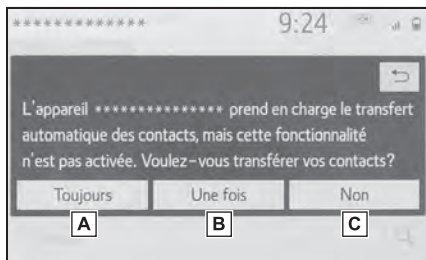 ************* 9:24
L'appareil *************** prend en charge le transfert
automatique des contacts, mais cette fonctionnalité
n'est pas activée. Voulez-vous transférer vos contacts?
Toujours Une fois Non
A B C